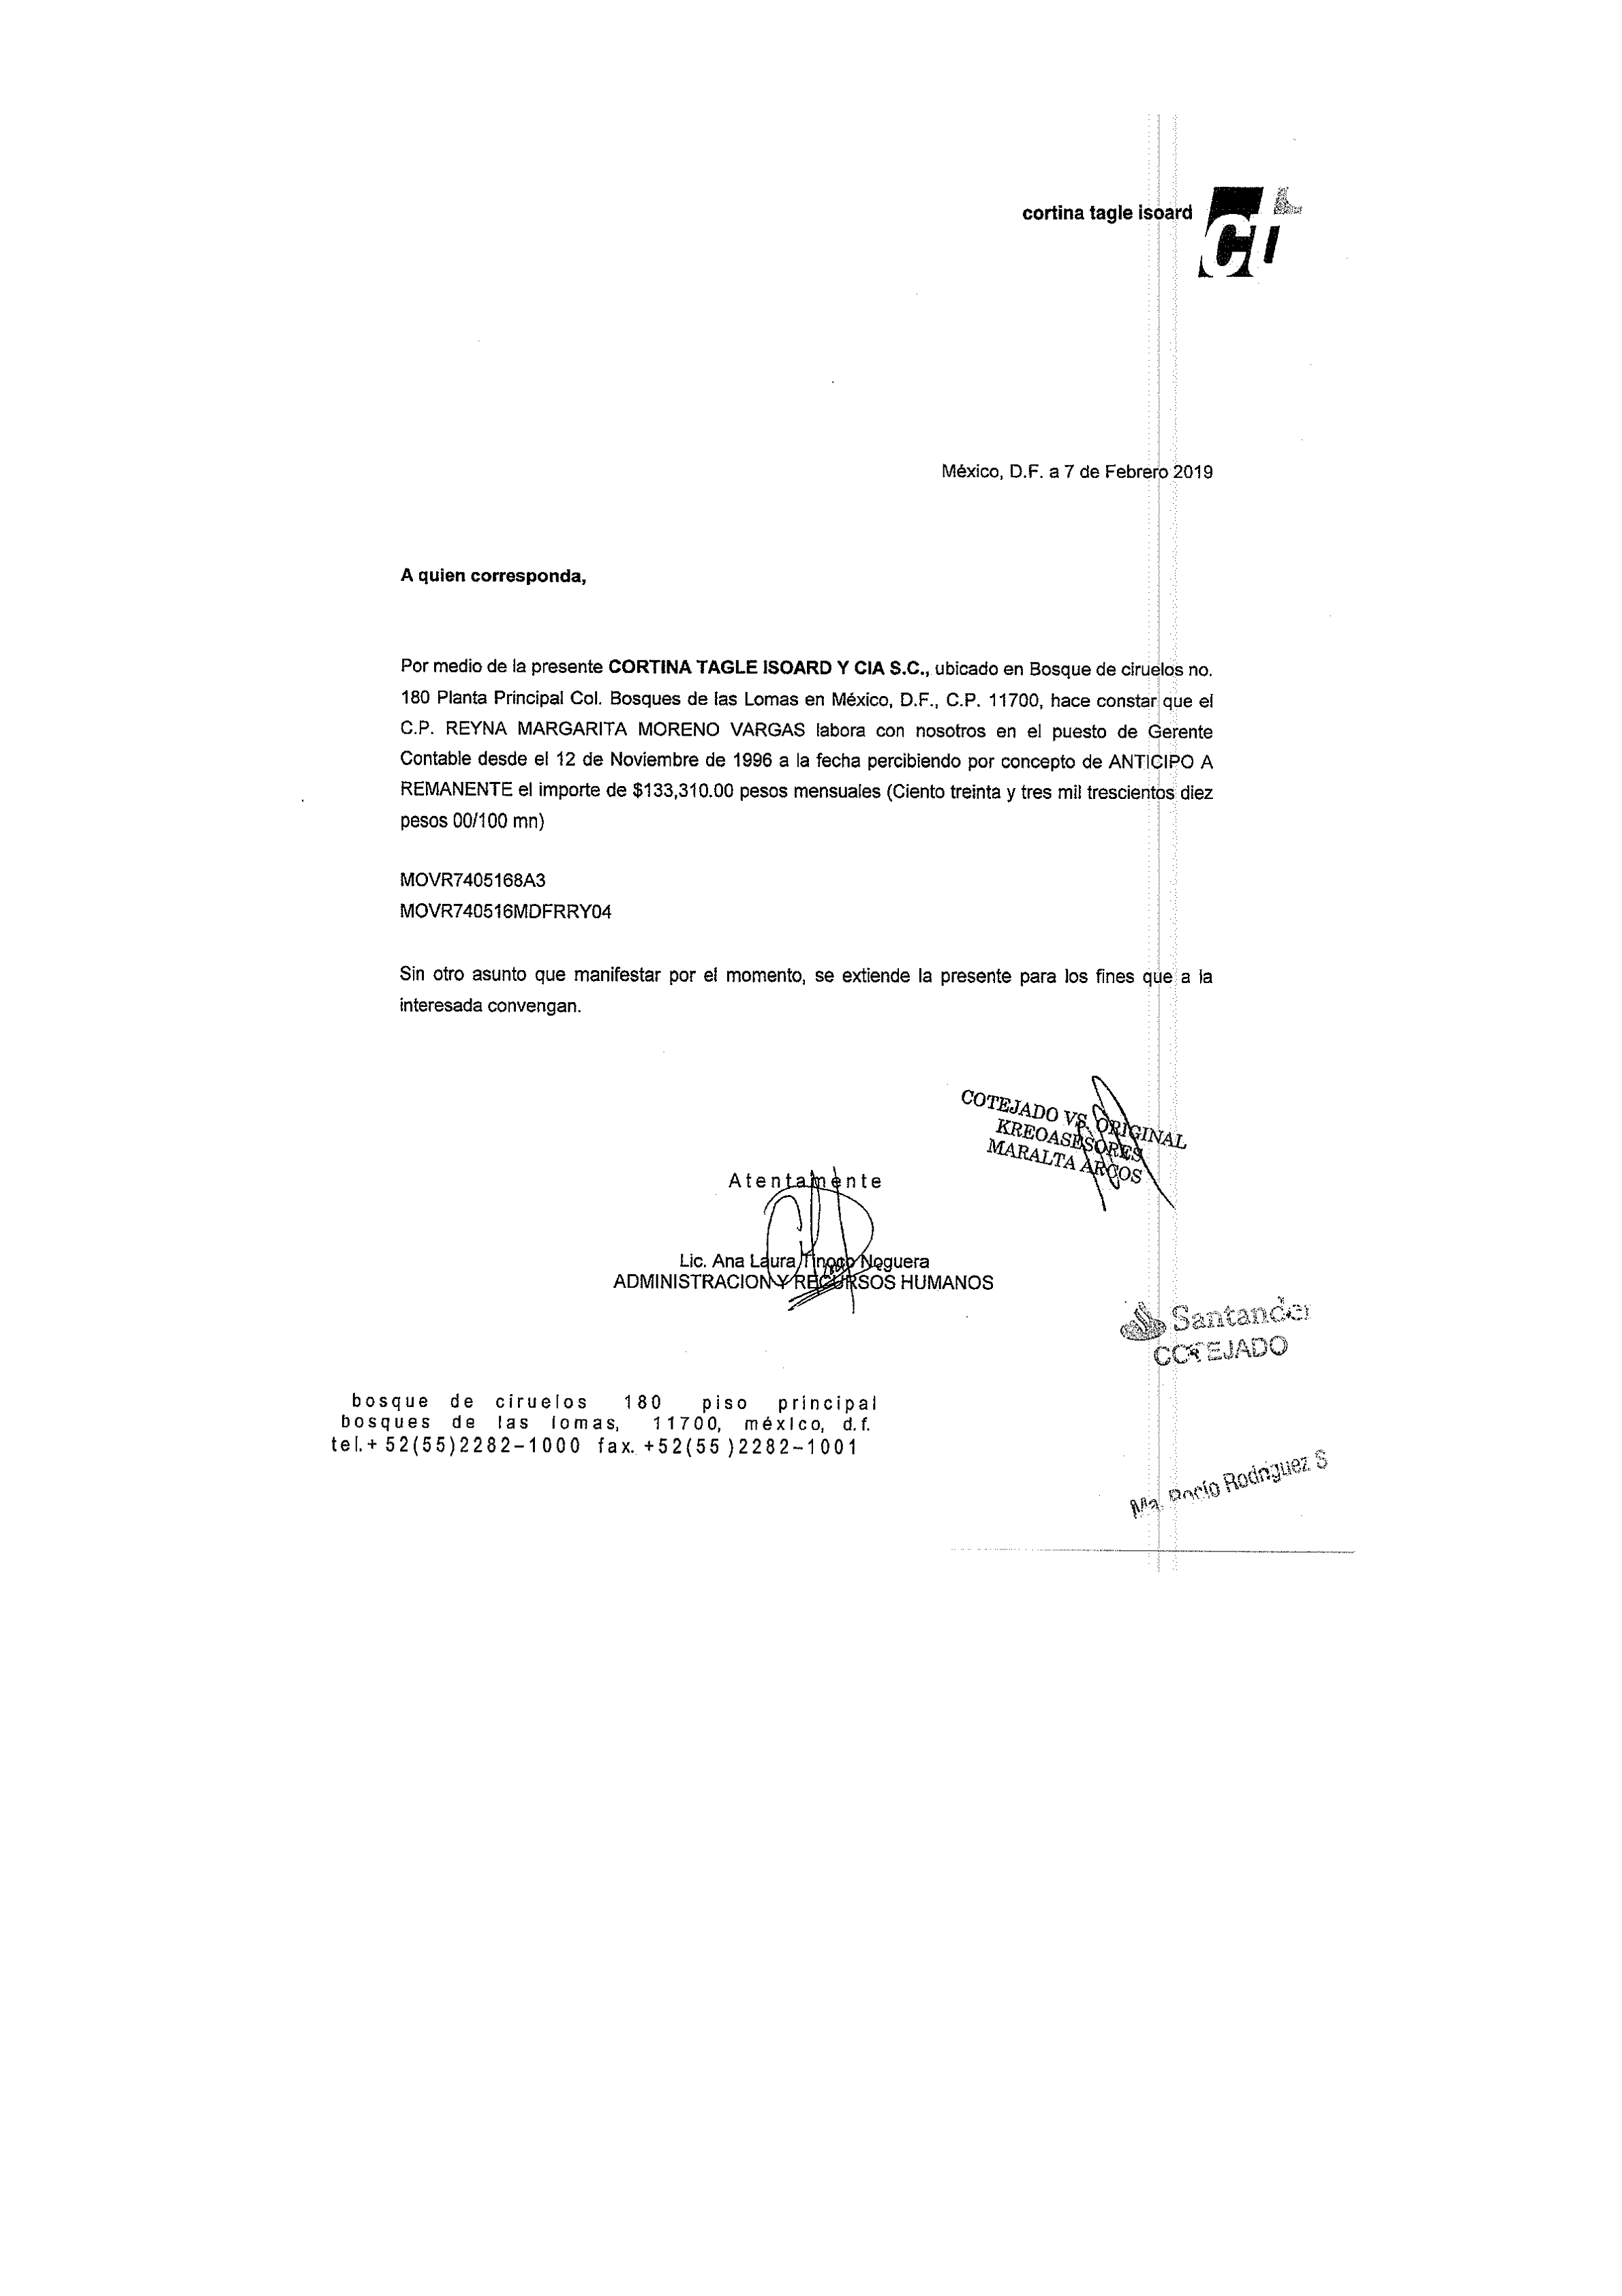 cortina tagle isoard
México, D.F. a 7 de Febrero 2019
A quien corresponda,
Por medio de la presente CORTINA TAGLE ISOARD Y CIA S.C., ubicado en Bosque de ciruelos no.
180 Planta Principal Col. Bosques de las Lomas en México, D.F., C.P. 11700, hace constar que el
C.P. REYNA MARGARITA MORENO VARGAS labora con nosotros en el puesto de Gerente
Contable desde el 12 de Noviembre de 1996 a la fecha percibiendo por concepto de ANTICIPO A
REMANENTE el importe de $133,310.00 pesos mensuales (Ciento treinta y tres mil trescientos diez
pesos 00/100 mn)
MOVR7405168A3
MOVR740516MDFRRY04
Sin otro asunto que manifestar por el momento, se extiende la presente para los fines que a la
interesada convengan.
COTEJADO VS. ORIGINAL
KREOASESORES
MARALTA ARCOS
Atentamente
Lic. Ana Laura Tinoco Noguera
ADMINISTRACION Y RECURSOS HUMANOS
Santander
COTEJADO
bosque de ciruelos 180 piso principal
bosques de las lomas, 11700, méxico, d.f.
tel.+ 52(55)2282-1000 fax. +52(55 )2282-1001
Ma. Rocío Rodriguez S